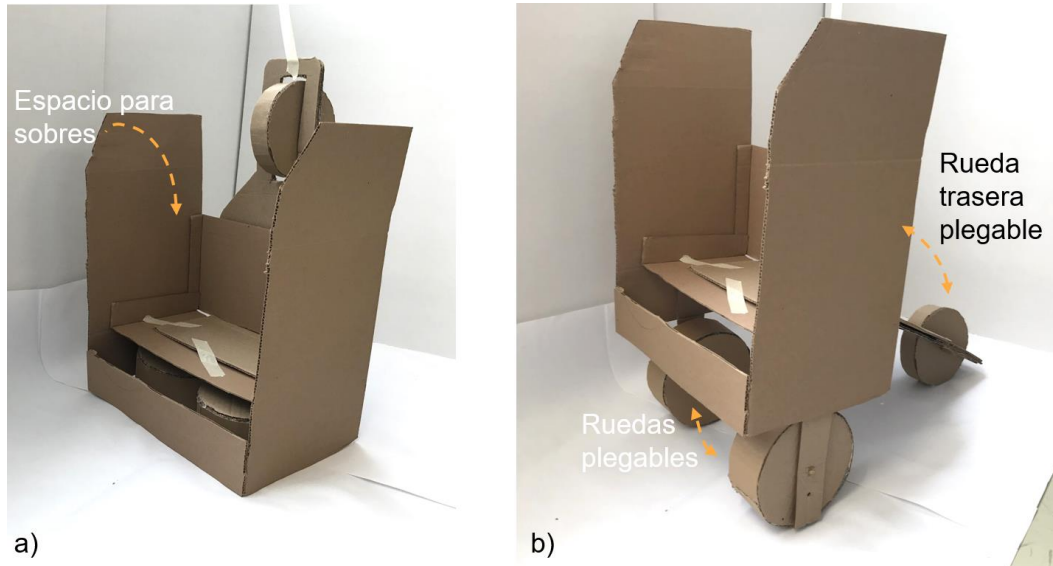 Espacio para
sobres
a)
Rueda
trasera
plegable
Ruedas
plegables
b)